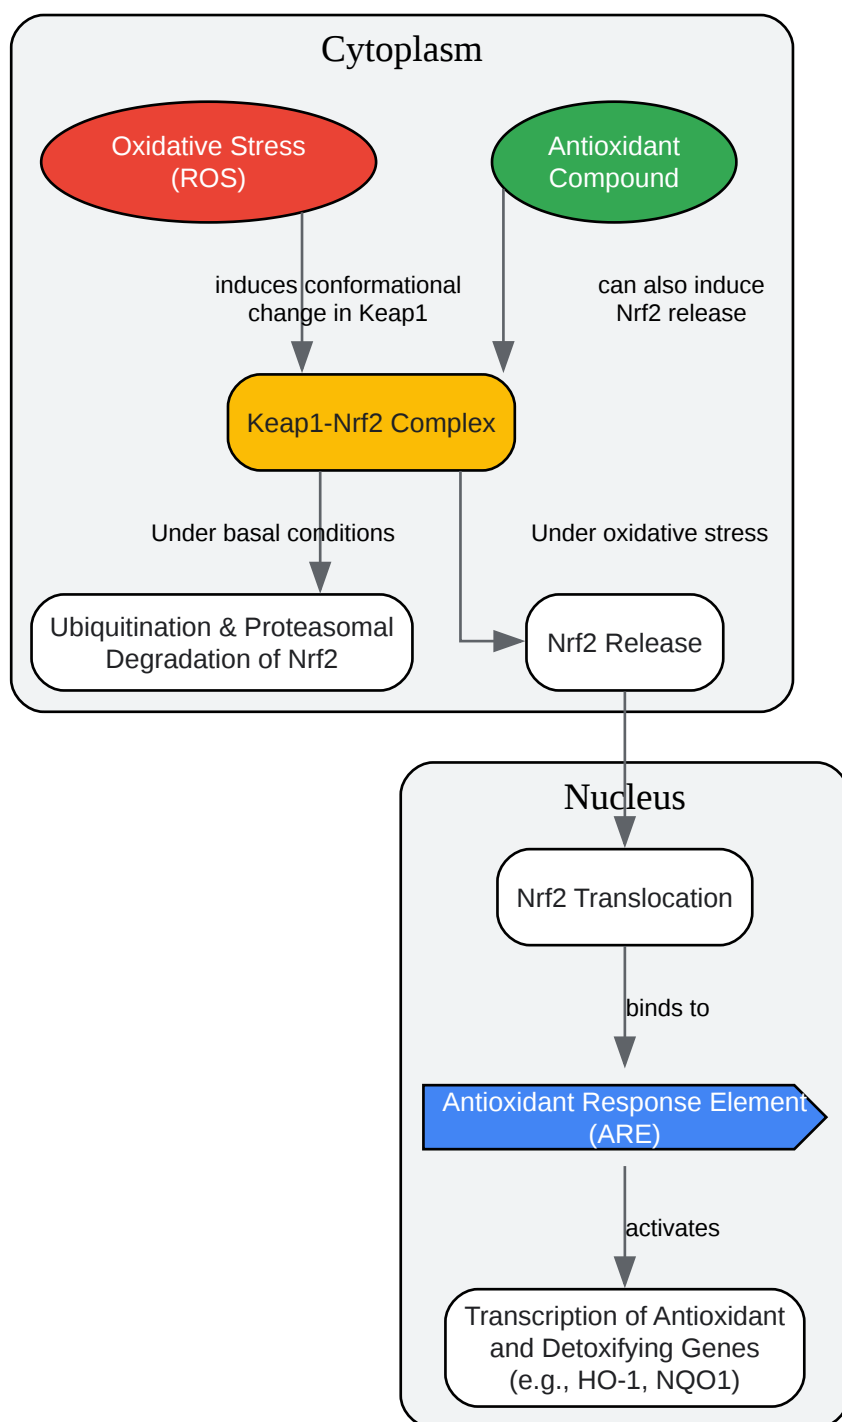 Cytoplasm
Oxidative Stress
(ROS)
Antioxidant
Compound
induces conformational
change in Keap1
can also induce
Nrf2 release
Keap1-Nrf2 Complex
Under basal conditions
Under oxidative stress
Ubiquitination & Proteasomal
Degradation of Nrf2
Nrf2 Release
Nucleus
Nrf2 Translocation
binds to
Antioxidant Response Element
(ARE)
activates
Transcription of Antioxidant
and Detoxifying Genes
(e.g., HO-1, NQO1)